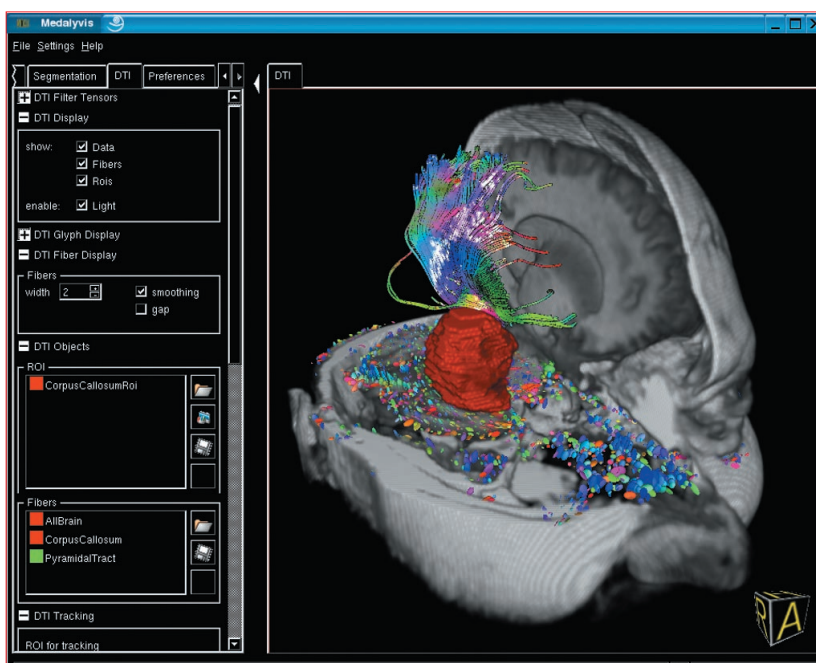 Medalyvis
File Settings Help
Segmentation DTI Preferences
DTI
DTI Filter Tensors
DTI Display
show: Data
Fibers
Rois
enable: Light
DTI Glyph Display
DTI Fiber Display
Fibers
width 2 smoothing
gap
DTI Objects
ROI
CorpusCallosumRoi
Fibers
AllBrain
CorpusCallosum
PyramidalTract
DTI Tracking
ROI for tracking
R A